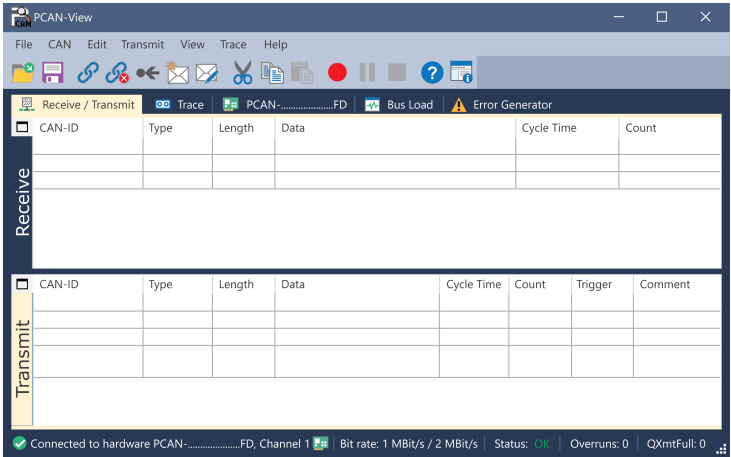 CAN PCAN-View
File CAN Edit Transmit View Trace Help
Receive / Transmit Trace PCAN-.....................FD Bus Load Error Generator
CAN-ID Type Length Data Cycle Time Count
Receive
CAN-ID Type Length Data Cycle Time Count Trigger Comment
Transmit
Connected to hardware PCAN-.....................FD, Channel 1 Bit rate: 1 MBit/s / 2 MBit/s Status: OK Overruns: 0 QXmtFull: 0